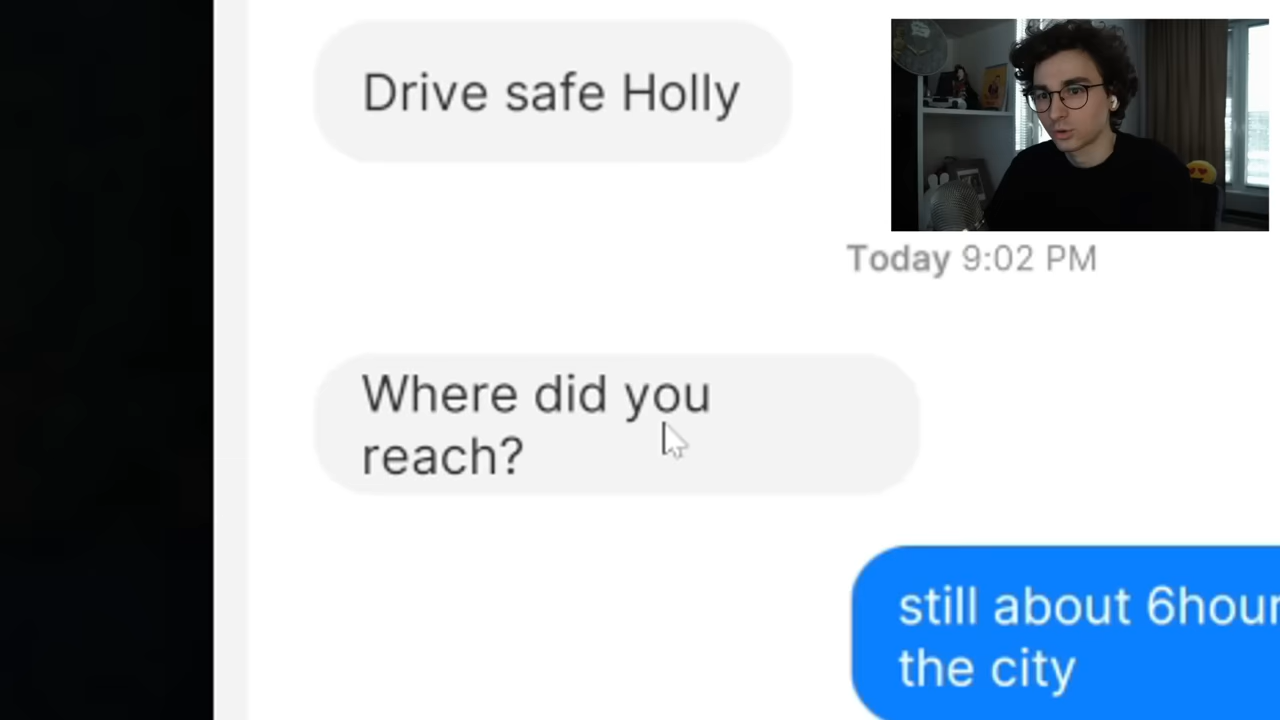 Drive safe Holly
Today 9:02 PM
Where did you
reach?
still about 6hour
the city